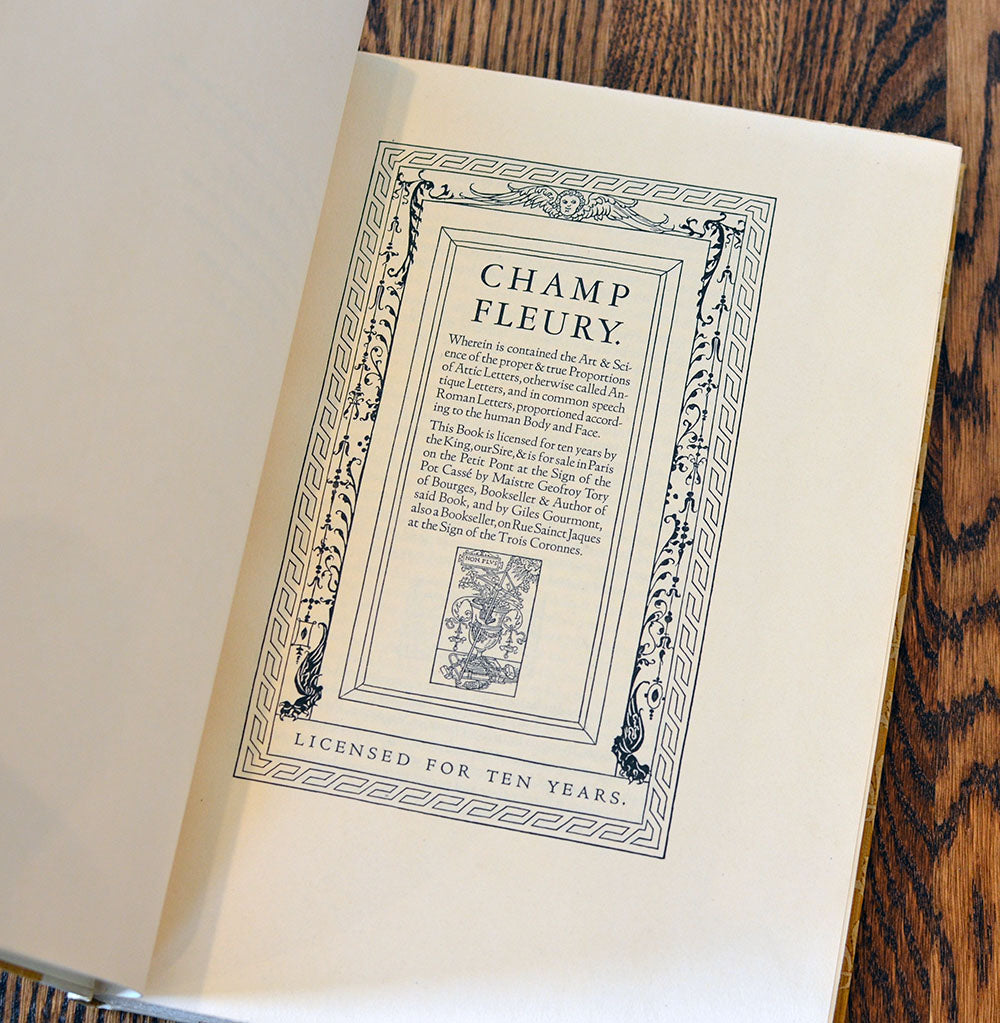 CHAMP
FLEURY.
Wherein is contained the Art & Sci-
ence of the proper & true Proportions
of Attic Letters, otherwise called An-
tique Letters, and in common speech
Roman Letters, proportioned accord-
ing to the human Body and Face.
This Book is licensed for ten years by
the King, our Sire, & is for sale in Paris
on the Petit Pont at the Sign of the
Pot Cassé by Maistre Geofroy Tory
of Bourges, Bookseller & Author of
said Book, and by Giles Gourmont,
also a Bookseller, on Rue Sainct Jaques
at the Sign of the Trois Coronnes.
NON PLVS
LICENSED FOR TEN YEARS.